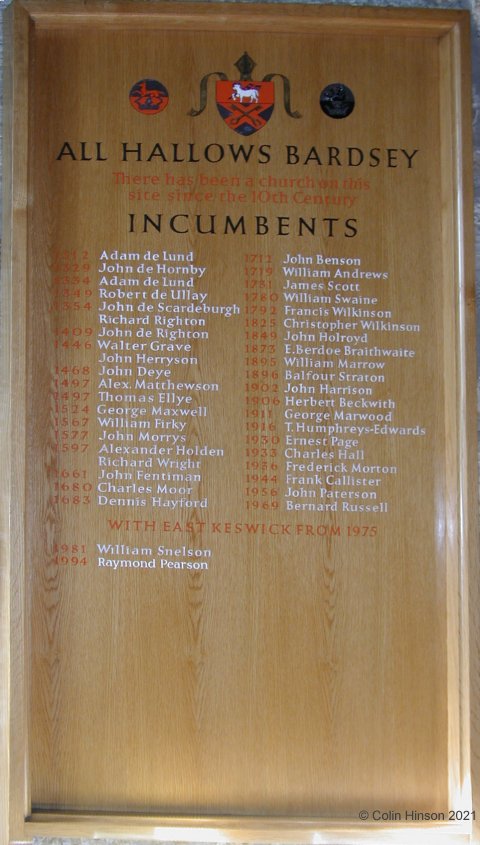 ALL HALLOWS BARDSEY
There has been a church on this
site since the 10th Century
INCUMBENTS
1312 Adam de Lund
1329 John de Hornby
1334 Adam de Lund
1349 Robert de Ullay
1354 John de Scardeburgh
Richard Righton
1409 John de Righton
1446 Walter Grave
John Herryson
1468 John Deye
1497 Alex. Matthewson
1497 Thomas Ellye
1524 George Maxwell
1567 William Firky
1577 John Morrys
1597 Alexander Holden
Richard Wright
1661 John Fentiman
1680 Charles Moor
1683 Dennis Hayford
1711 John Benson
1719 William Andrews
1731 James Scott
1780 William Swaine
1792 Francis Wilkinson
1825 Christopher Wilkinson
1849 John Holroyd
1873 E.Berdoe Braithwaite
1895 William Marrow
1896 Balfour Straton
1902 John Harrison
1906 Herbert Beckwith
1911 George Marwood
1916 T.Humphreys-Edwards
1930 Ernest Page
1933 Charles Hall
1936 Frederick Morton
1944 Frank Callister
1956 John Paterson
1969 Bernard Russell
WITH EAST KESWICK FROM 1975
1981 William Snelson
1994 Raymond Pearson
© Colin Hinson 2021